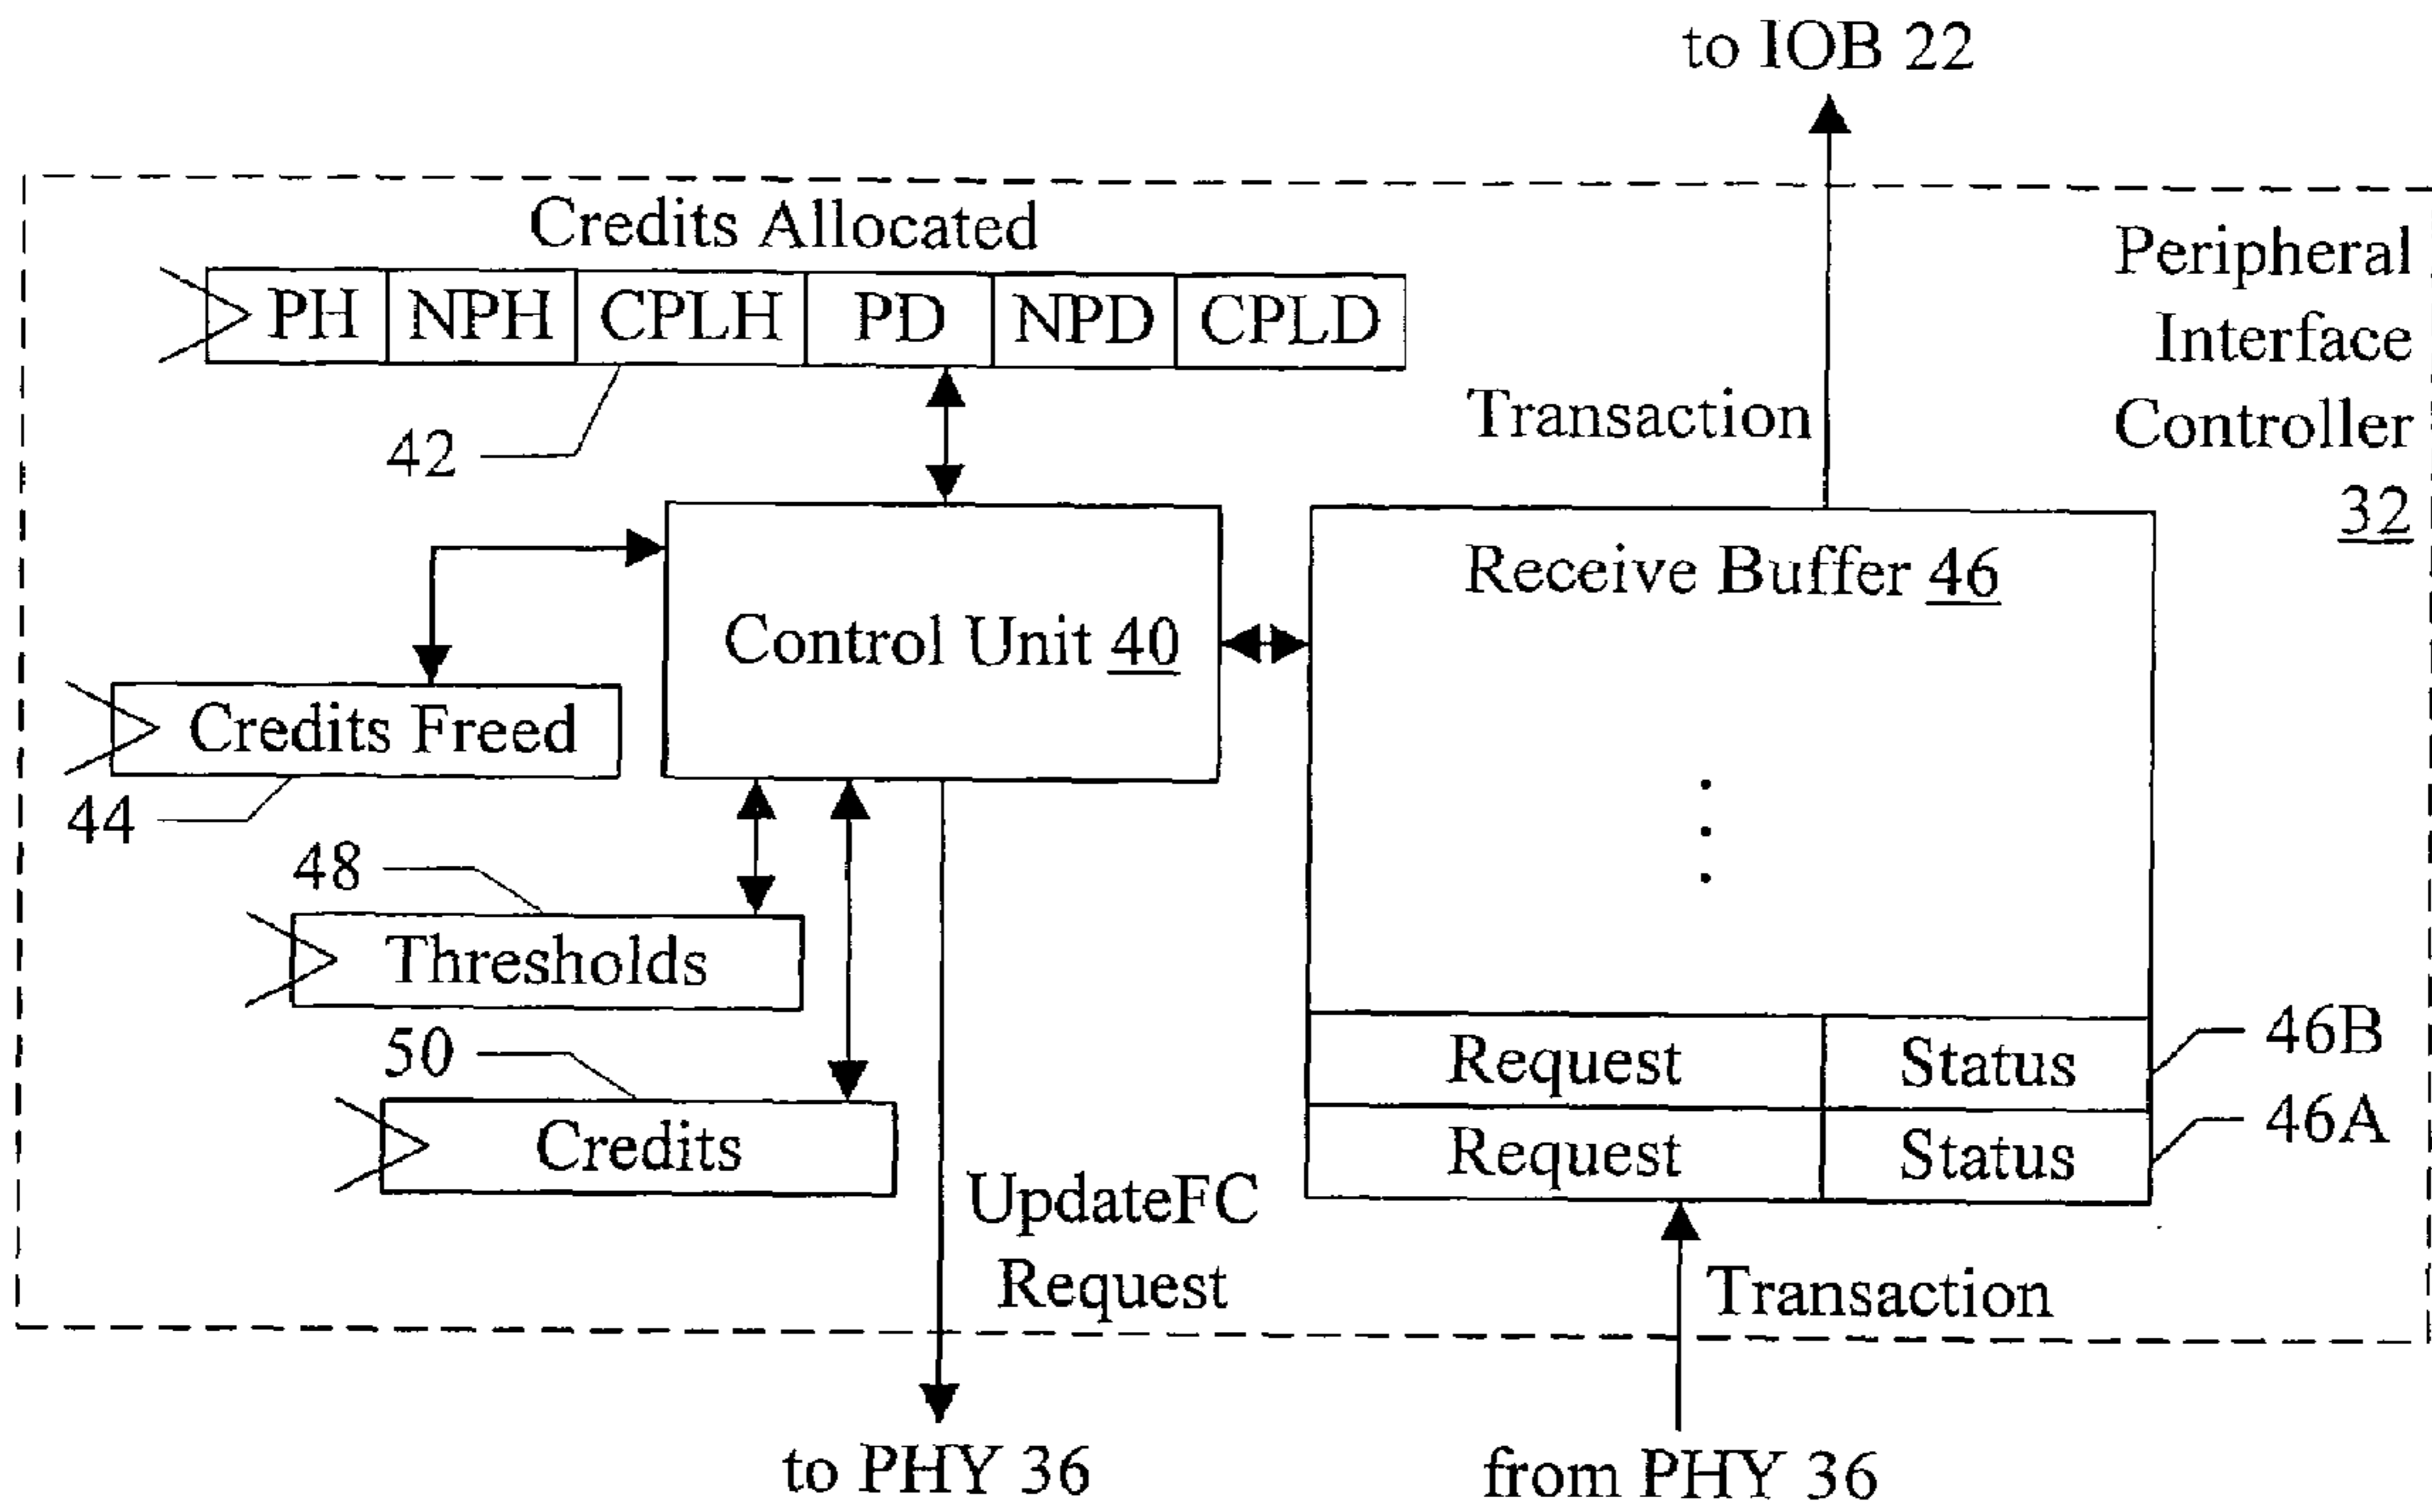 to IOB 22
Credits Allocated
PH NPH CPLH PD NPD CPLD
42
Transaction
Peripheral
Interface
Controller
32
Control Unit 40
Receive Buffer 46
Credits Freed
44
48
Thresholds
50
Credits
UpdateFC
Request
Request Status
46B
Request Status
46A
Transaction
to PHY 36
from PHY 36